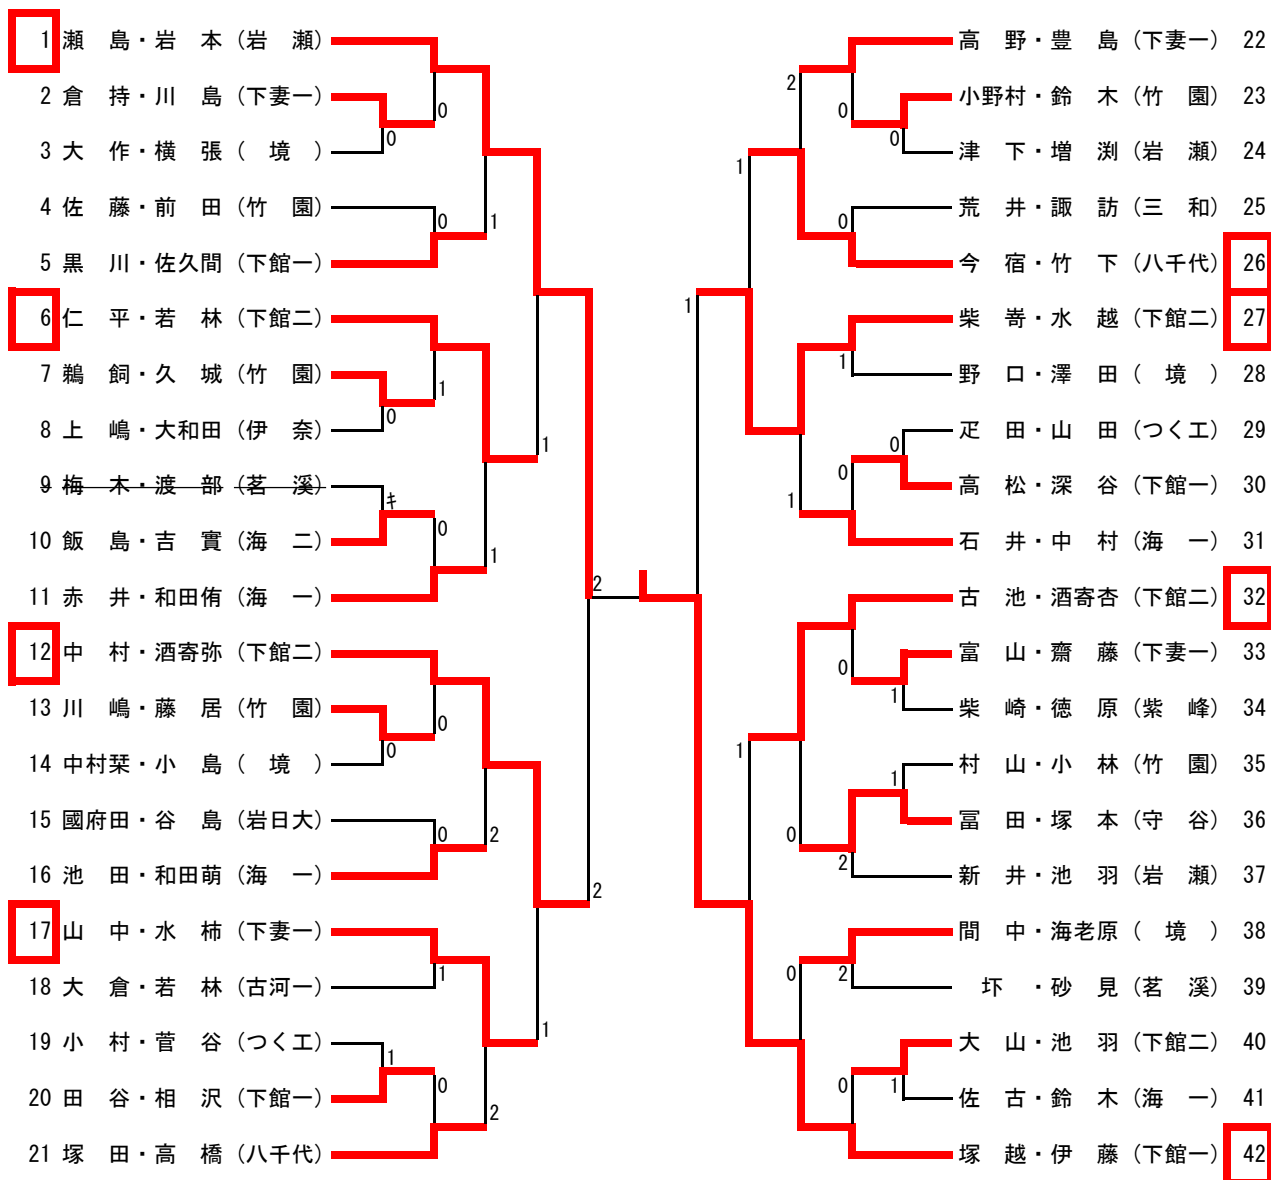 1 瀬　島・岩　本 (岩　瀬)
2 倉　持・川　島 (下妻一)
3 大　作・横　張 (　境　)
4 佐　藤・前　田 (竹　園)
5 黒　川・佐久間 (下館一)
6 仁　平・若　林 (下館二)
7 鵜　飼・久　城 (竹　園)
8 上　嶋・大和田 (伊　奈)
9 梅　木・渡　部 (茗　溪)
10 飯　島・吉　實 (海　二)
11 赤　井・和田侑 (海　一)
12 中　村・酒寄弥 (下館二)
13 川　嶋・藤　居 (竹　園)
14 中村栞・小　島 (　境　)
15 國府田・谷　島 (岩日大)
16 池　田・和田萌 (海　一)
17 山　中・水　柿 (下妻一)
18 大　倉・若　林 (古河一)
19 小　村・菅　谷 (つくエ)
20 田　谷・相　沢 (下館一)
21 塚　田・高　橋 (八千代)
0
0
0
1
1
0
キ
0
1
1
0
0
0
2
1
1
0
2
1
2
2
2
0
0
1
0
1
0
0
1
1
0
1
1
0
2
1
2
0
1
0
高　野・豊　島 (下妻一) 22
小野村・鈴　木 (竹　園) 23
津　下・増　渕 (岩　瀬) 24
荒　井・諏　訪 (三　和) 25
今　宿・竹　下 (八千代) 26
柴　嵜・水　越 (下館二) 27
野　口・澤　田 (　境　) 28
疋　田・山　田 (つくエ) 29
高　松・深　谷 (下館一) 30
石　井・中　村 (海　一) 31
古　池・酒寄杏 (下館二) 32
富　山・齋　藤 (下妻一) 33
柴　崎・徳　原 (紫　峰) 34
村　山・小　林 (竹　園) 35
冨　田・塚　本 (守　谷) 36
新　井・池　羽 (岩　瀬) 37
間　中・海老原 (　境　) 38
坏　・砂　見 (茗　溪) 39
大　山・池　羽 (下館二) 40
佐　古・鈴　木 (海　一) 41
塚　越・伊　藤 (下館一) 42